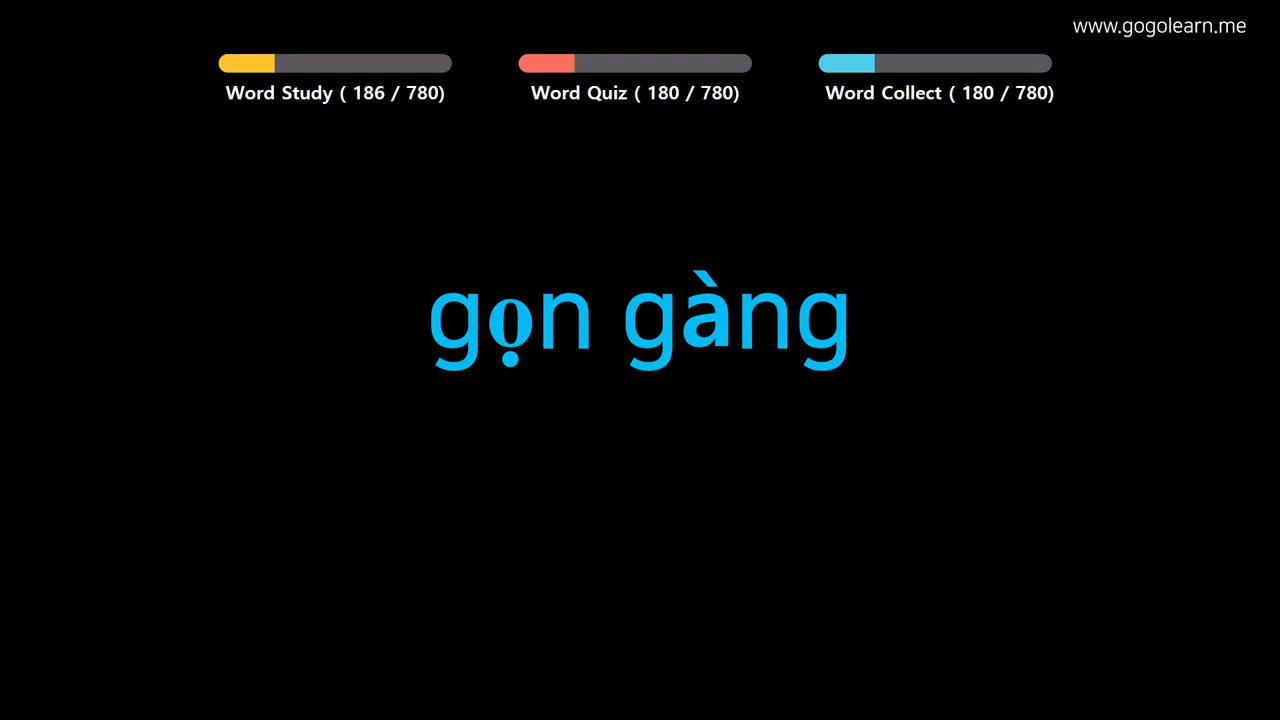 www.gogolearn.me
Word Study ( 186 / 780)
Word Quiz ( 180 / 780)
Word Collect ( 180 / 780)
gọn gàng